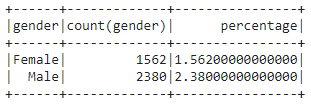 +------+-------------+----------------+
|gender|count(gender)| percentage|
+------+-------------+----------------+
|Female| 1562|1.56200000000000|
| Male| 2380|2.38000000000000|
+------+-------------+----------------+